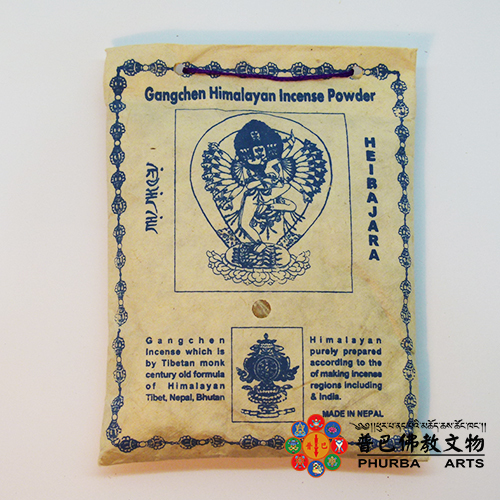 Gangchen Himalayan Incense Powder
HEIRAJARA
Gangchen Himalayan
Incense which is purely prepared
by Tibetan monk according to the
century old formula of making incense
of Himalayan regions including
Tibet, Nepal, Bhutan & India.
MADE IN NEPAL
普巴佛教文物
PHURBA ARTS